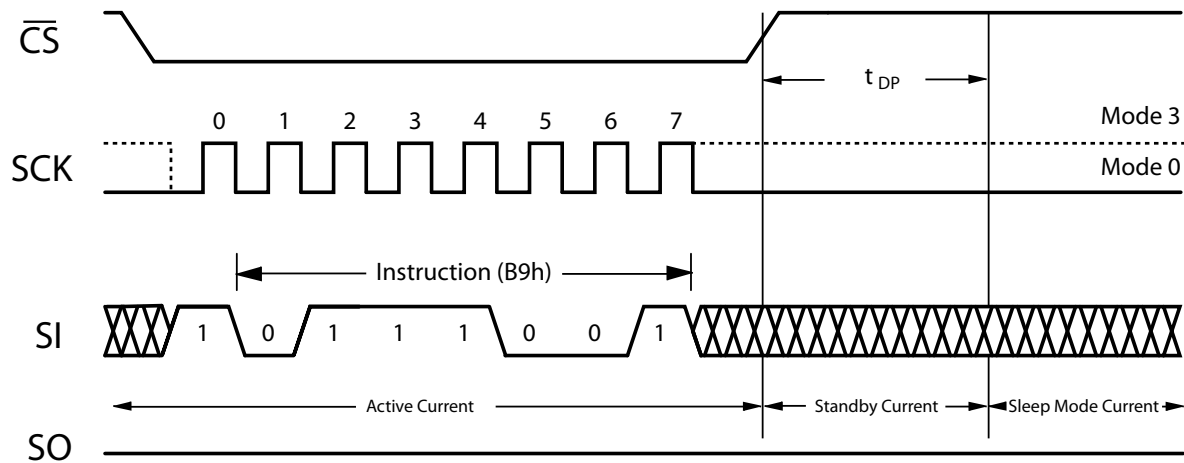 C̅S̅
t DP
0 1 2 3 4 5 6 7
Mode 3
SCK
Mode 0
Instruction (B9h)
SI
1 0 1 1 1 0 0 1
Active Current
Standby Current
Sleep Mode Current
SO